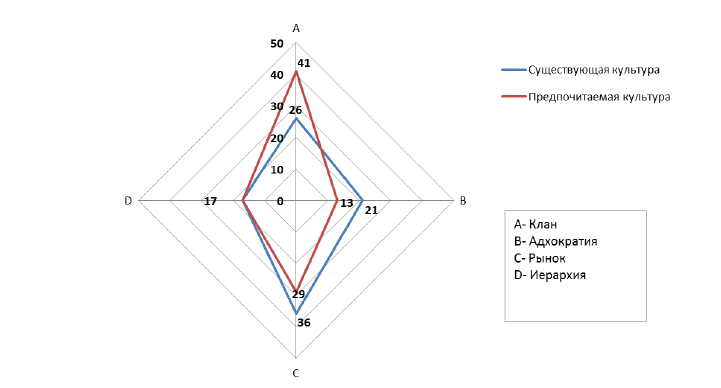 A
50
41
40
30
26
20
10
D
17
0
13
21
B
29
36
C
Существующая культура
Предпочитаемая культура
A- Клан
B- Адхократия
C- Рынок
D- Иерархия